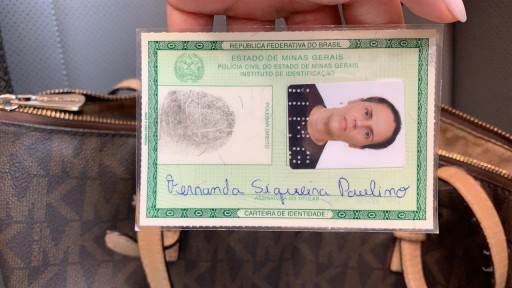 REPÚBLICA FEDERATIVA DO BRASIL
ESTADO DE MINAS GERAIS
POLÍCIA CIVIL DO ESTADO DE MINAS GERAIS
INSTITUTO DE IDENTIFICAÇÃO
POLEGAR DIREITO
Fernanda Siqueira Paulino
ASSINATURA DO TITULAR
CARTEIRA DE IDENTIDADE